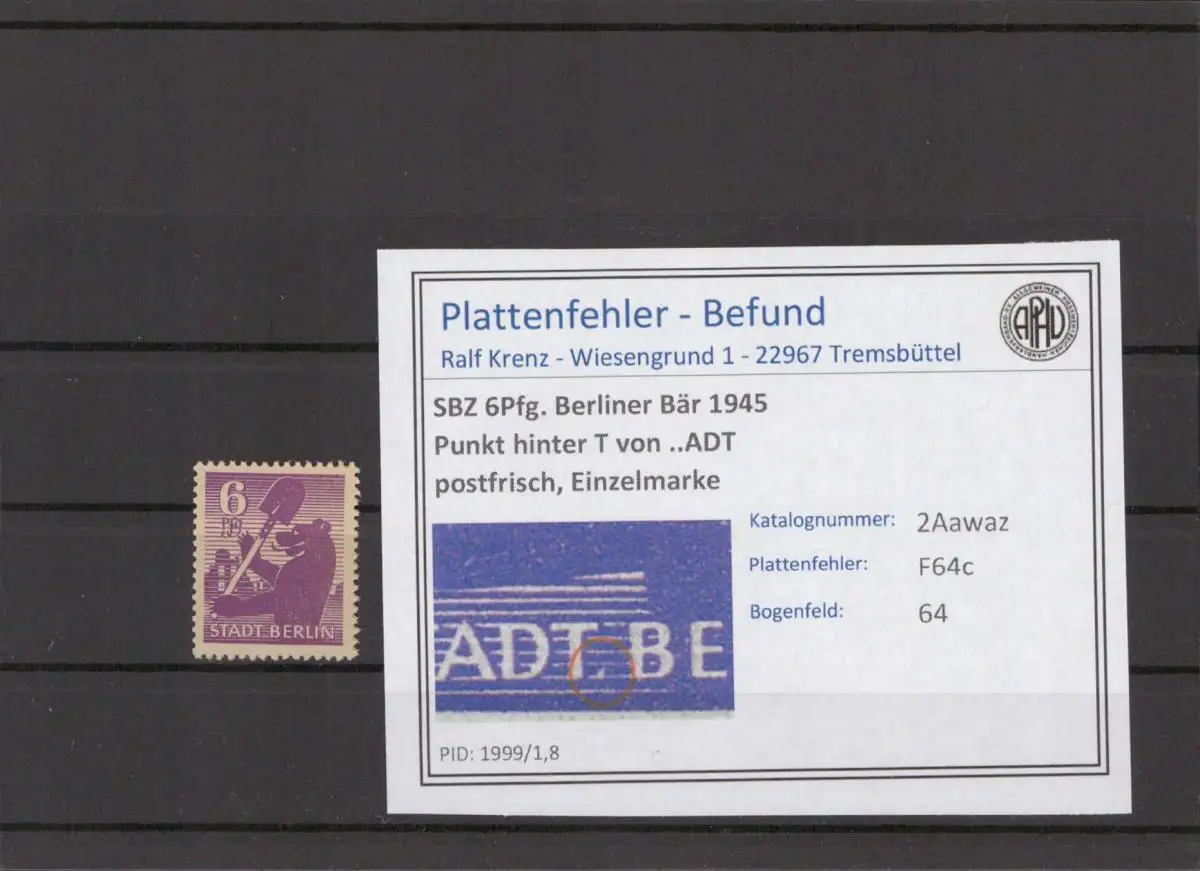 6
Pfg
STADT BERLIN
Plattenfehler - Befund
Ralf Krenz - Wiesengrund 1 - 22967 Tremsbüttel
APHV
SBZ 6Pfg. Berliner Bär 1945
Punkt hinter T von ..ADT
postfrisch, Einzelmarke
ADT BE
Katalognummer: 2Aawaz
Plattenfehler: F64c
Bogenfeld: 64
PID: 1999/1,8